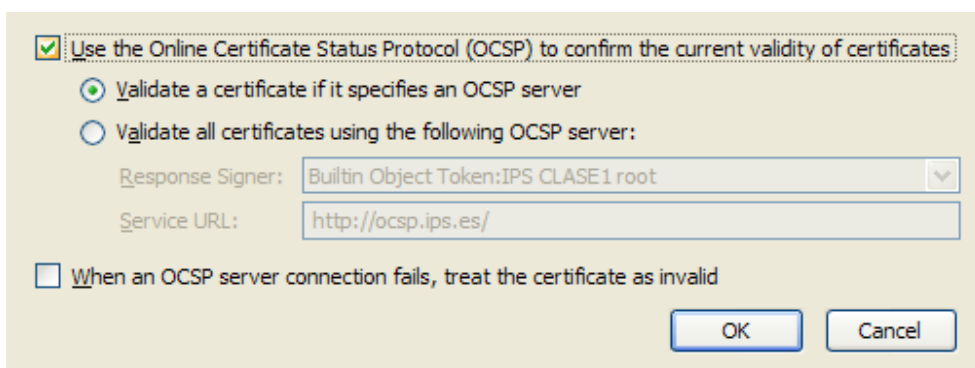 Use the Online Certificate Status Protocol (OCSP) to confirm the current validity of certificates
Validate a certificate if it specifies an OCSP server
Validate all certificates using the following OCSP server:
Response Signer: Builtin Object Token:IPS CLASE1 root
Service URL: http://ocsp.ips.es/
When an OCSP server connection fails, treat the certificate as invalid
OK Cancel